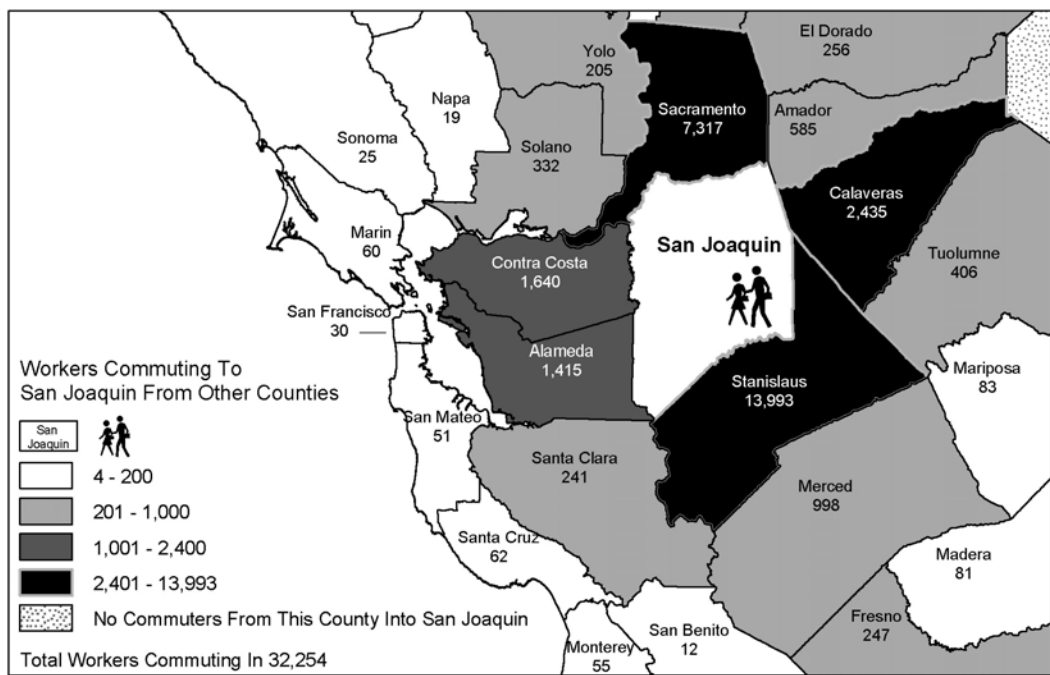 El Dorado
256
Yolo
205
Sacramento
7,317
Amador
585
Napa
19
Sonoma
25
Solano
332
Calaveras
2,435
Marin
60
San Joaquin
Tuolumne
406
Contra Costa
1,640
San Francisco
30
Alameda
1,415
Stanislaus
13,993
Mariposa
83
San Mateo
51
Santa Clara
241
Merced
998
Santa Cruz
62
Madera
81
Fresno
247
San Benito
12
Monterey
55
Workers Commuting To
San Joaquin From Other Counties
San
Joaquin
4 - 200
201 - 1,000
1,001 - 2,400
2,401 - 13,993
No Commuters From This County Into San Joaquin
Total Workers Commuting In 32,254